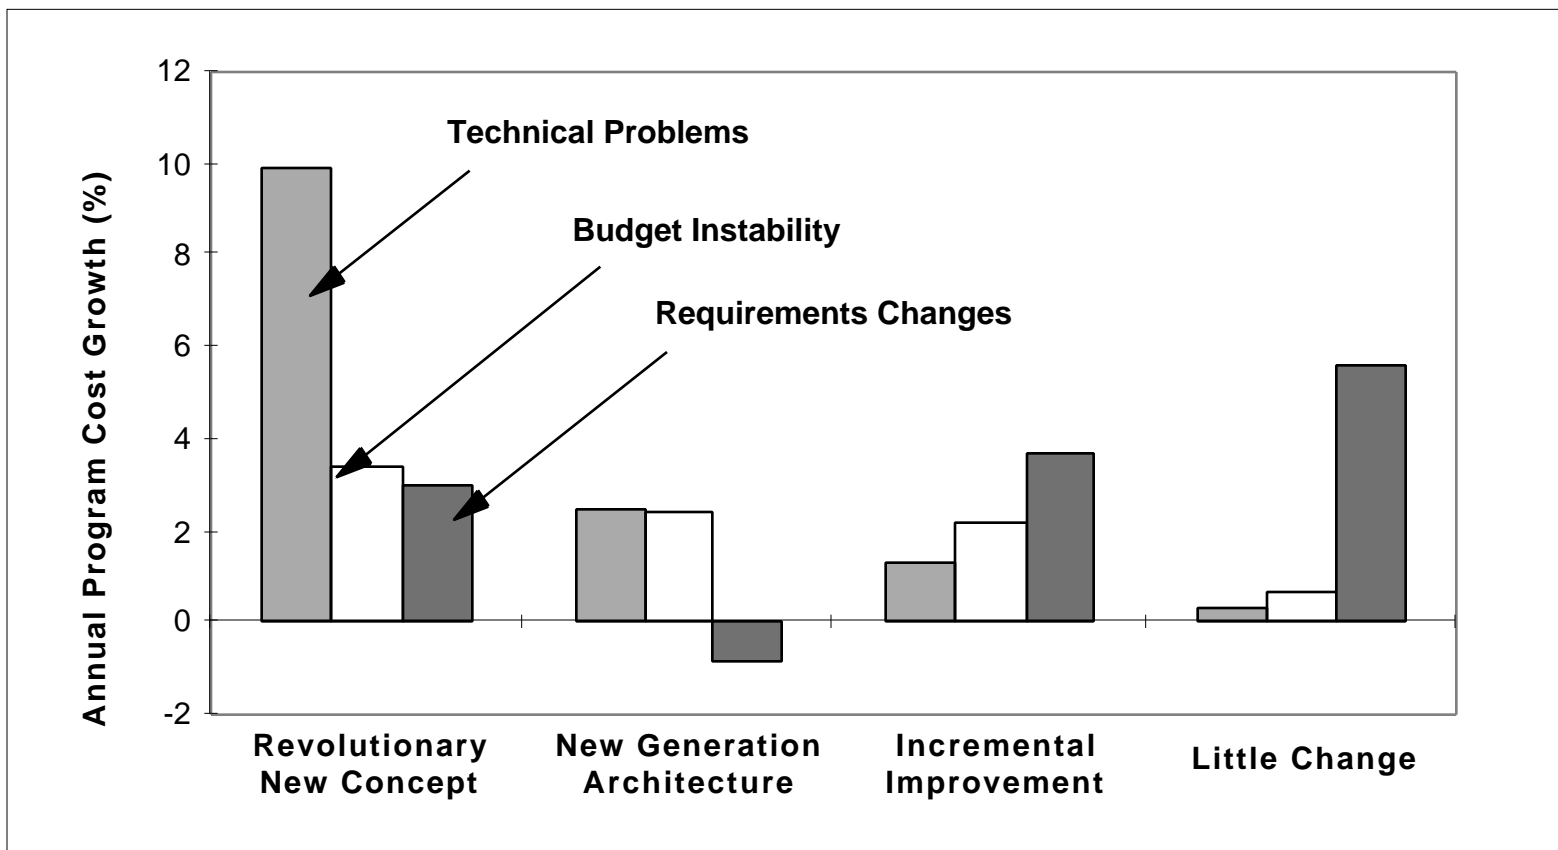 12
10
8
6
4
2
0
-2
Annual Program Cost Growth (%)
Technical Problems
Budget Instability
Requirements Changes
Revolutionary
New Concept
New Generation
Architecture
Incremental
Improvement
Little Change